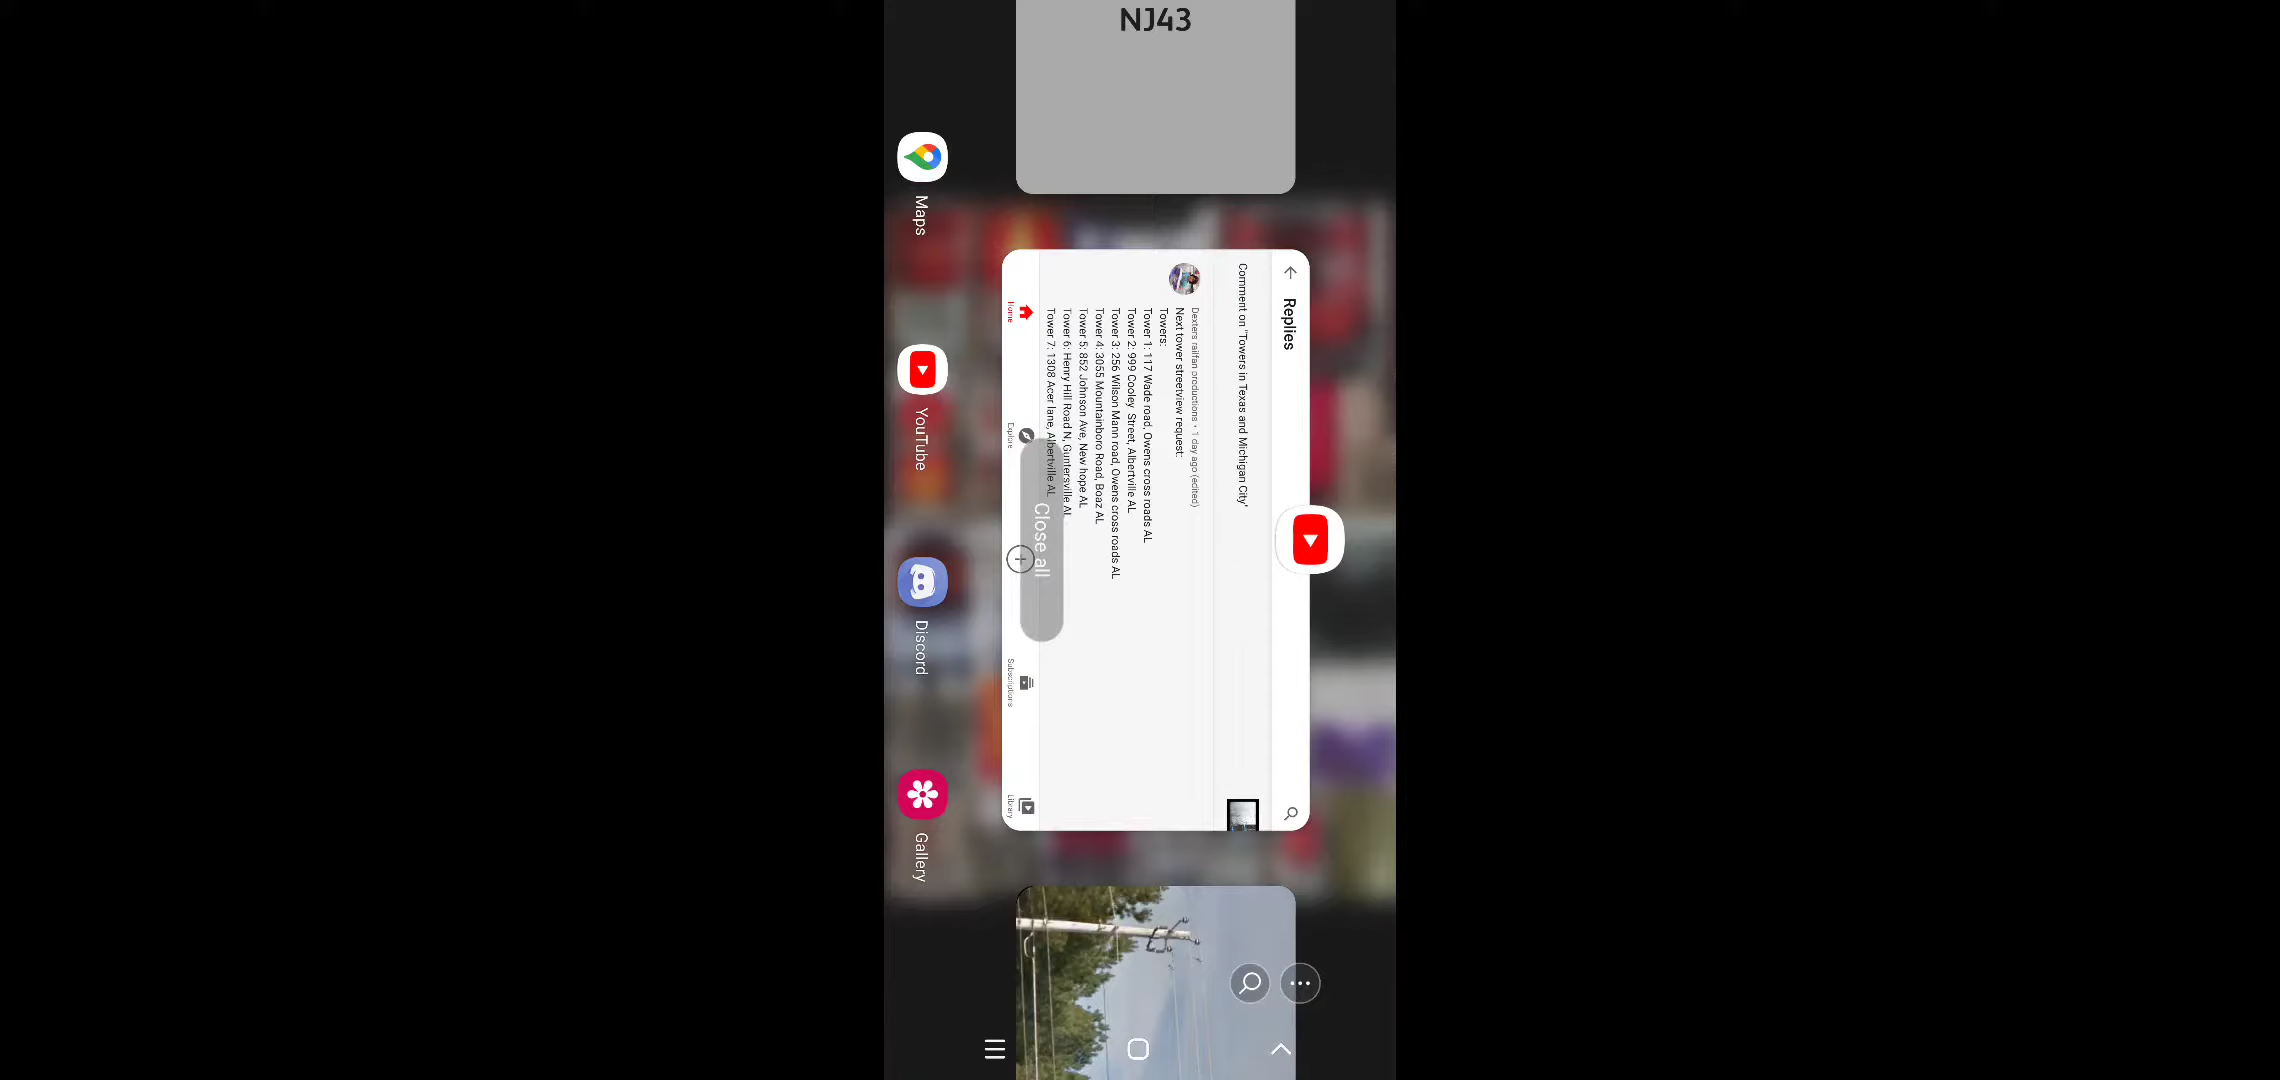 NJ43
Replies
Comment on "Towers in Texas and Michigan City"
Dexters railfan productions • 1 day ago (edited)
Next tower streetview request:
Towers:
Tower 1: 117 Wade road, Owens cross roads AL
Tower 2: 999 Cooley Street, Albertville AL
Tower 3: 256 Wilson Mann road, Owens cross roads AL
Tower 4: 3055 Mountainboro Road, Boaz AL
Tower 5: 852 Johnson Ave, New hope AL
Tower 6: Henry Hill Road N, Guntersville AL
Tower 7: 1308 Acer lane, Albertville AL
Close all
Home
Explore
Subscriptions
Library
Maps
YouTube
Discord
Gallery